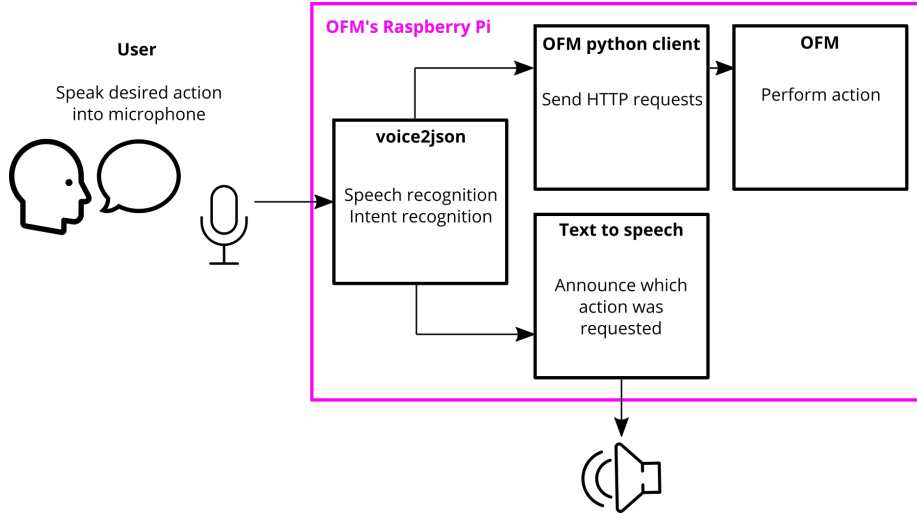 User
Speak desired action
into microphone
OFM's Raspberry Pi
voice2json
Speech recognition
Intent recognition
OFM python client
Send HTTP requests
OFM
Perform action
Text to speech
Announce which
action was
requested